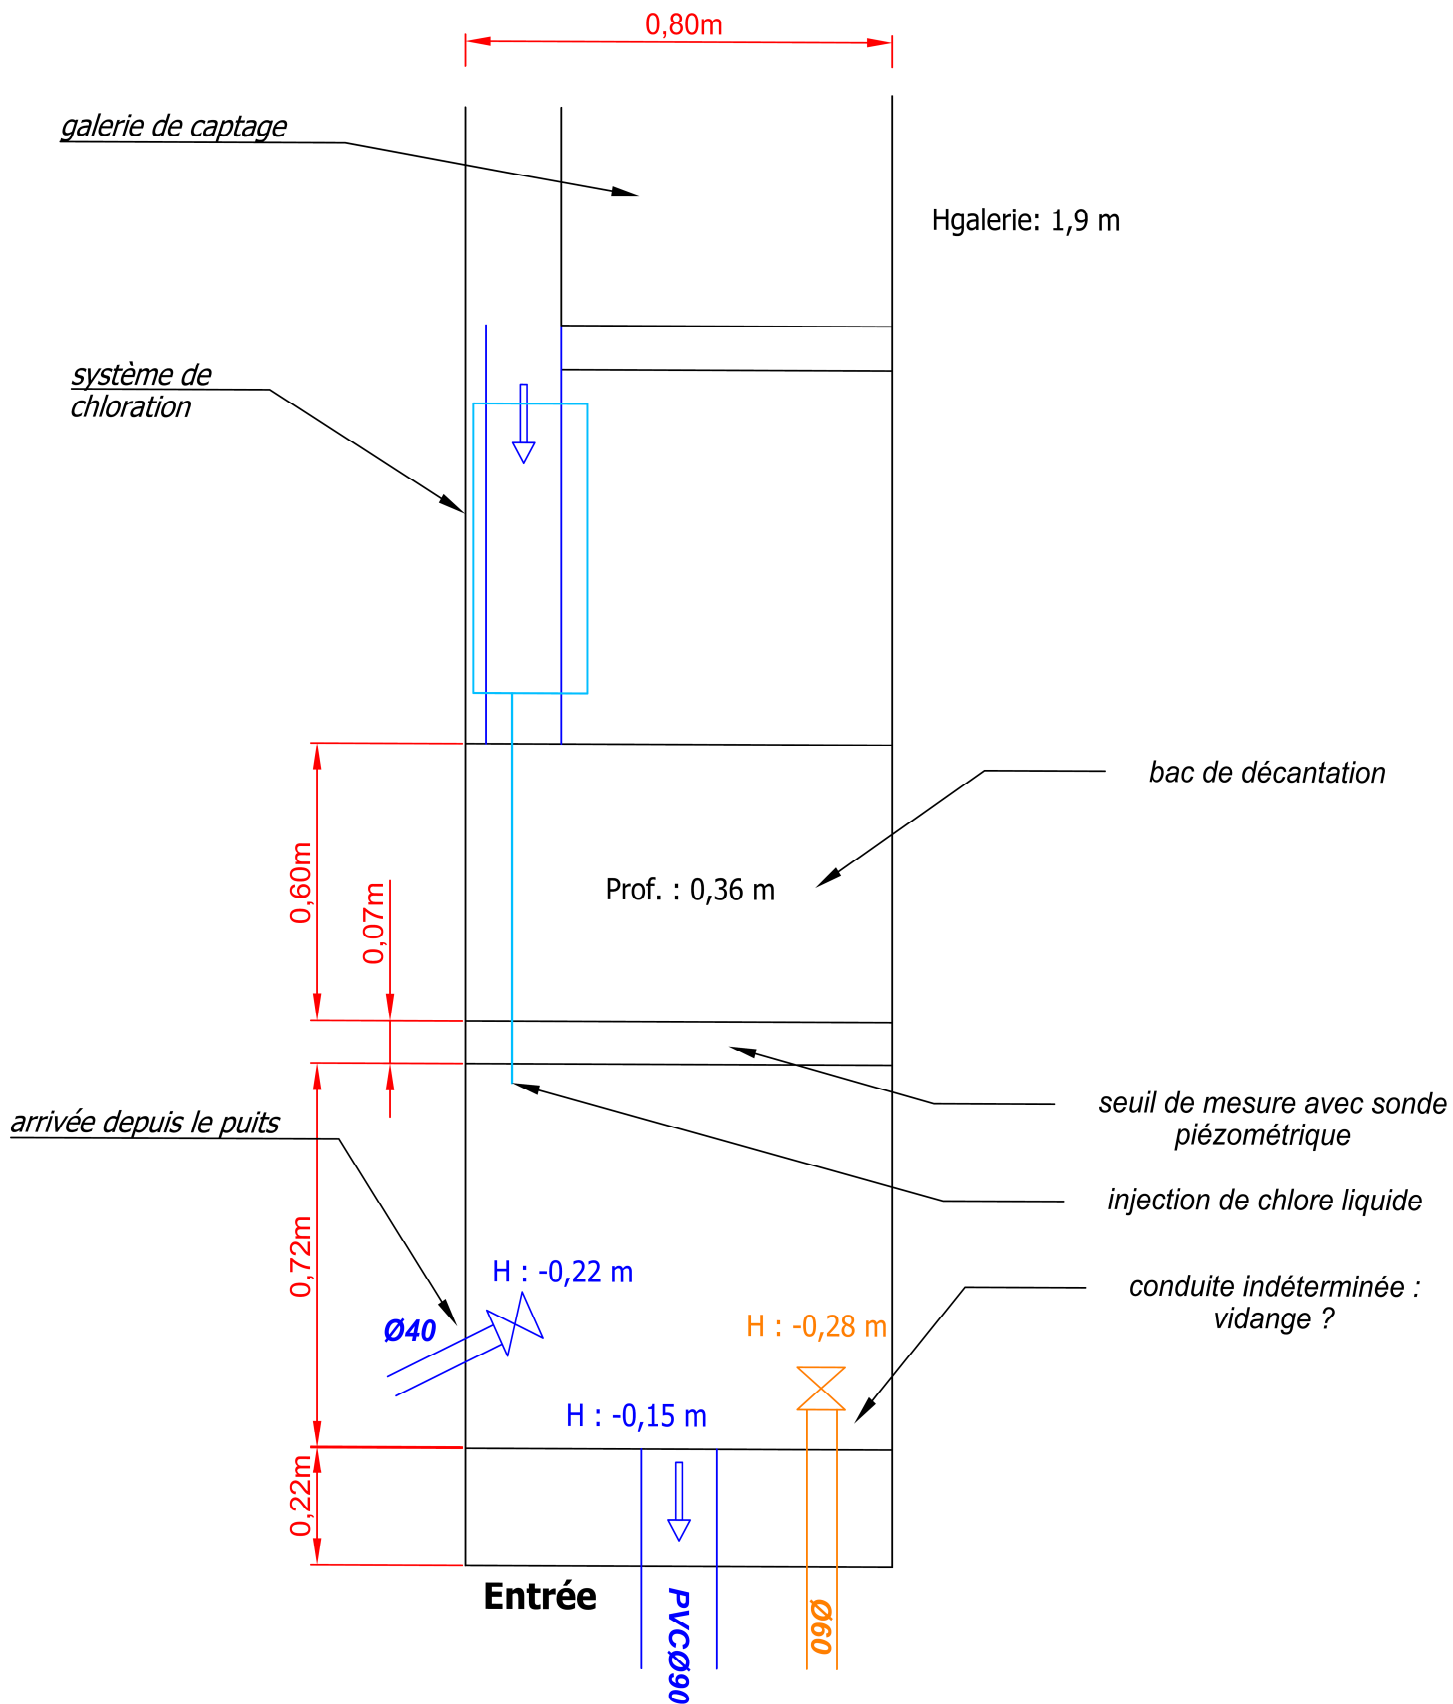 0,80m
galerie de captage
Hgalerie: 1,9 m
système de
chloration
bac de décantation
0,60m
Prof. : 0,36 m
0,07m
seuil de mesure avec sonde
piézométrique
arrivée depuis le puits
injection de chlore liquide
0,72m
H : -0,22 m
conduite indéterminée :
vidange ?
Ø40
H : -0,28 m
H : -0,15 m
0,22m
Entrée
PVCØ90
Ø60